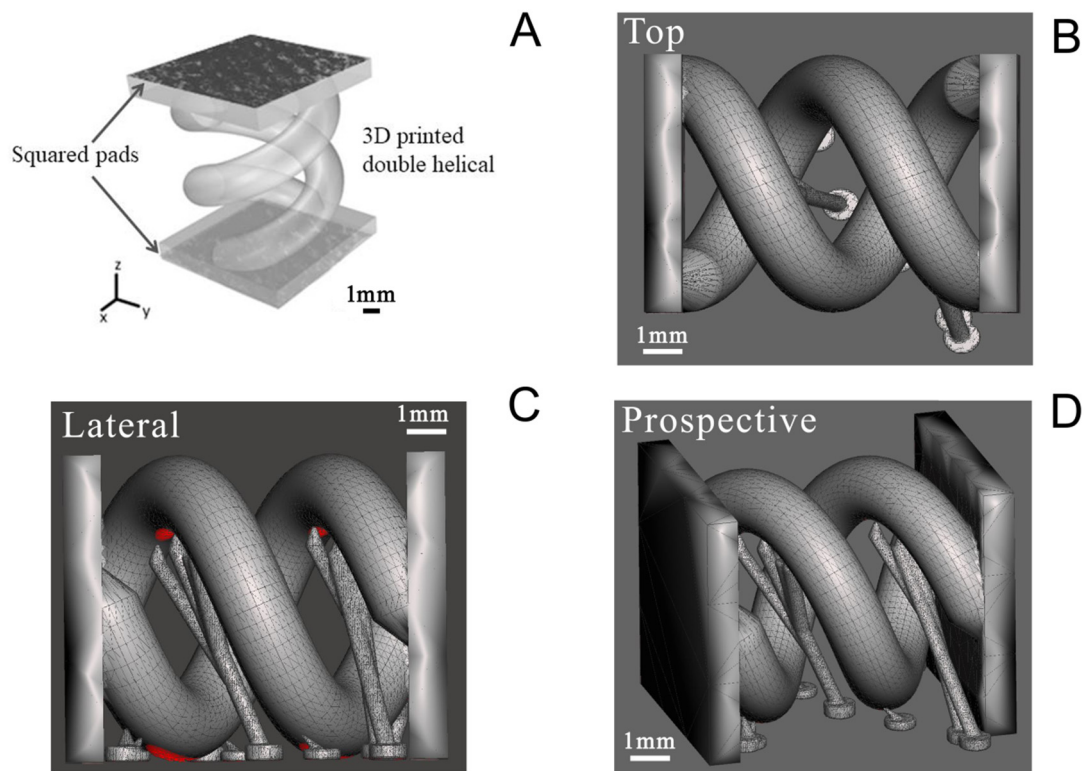 A
Squared pads
3D printed
double helical
z
x
y
1mm
B
Top
1mm
C
Lateral
1mm
D
Prospective
1mm